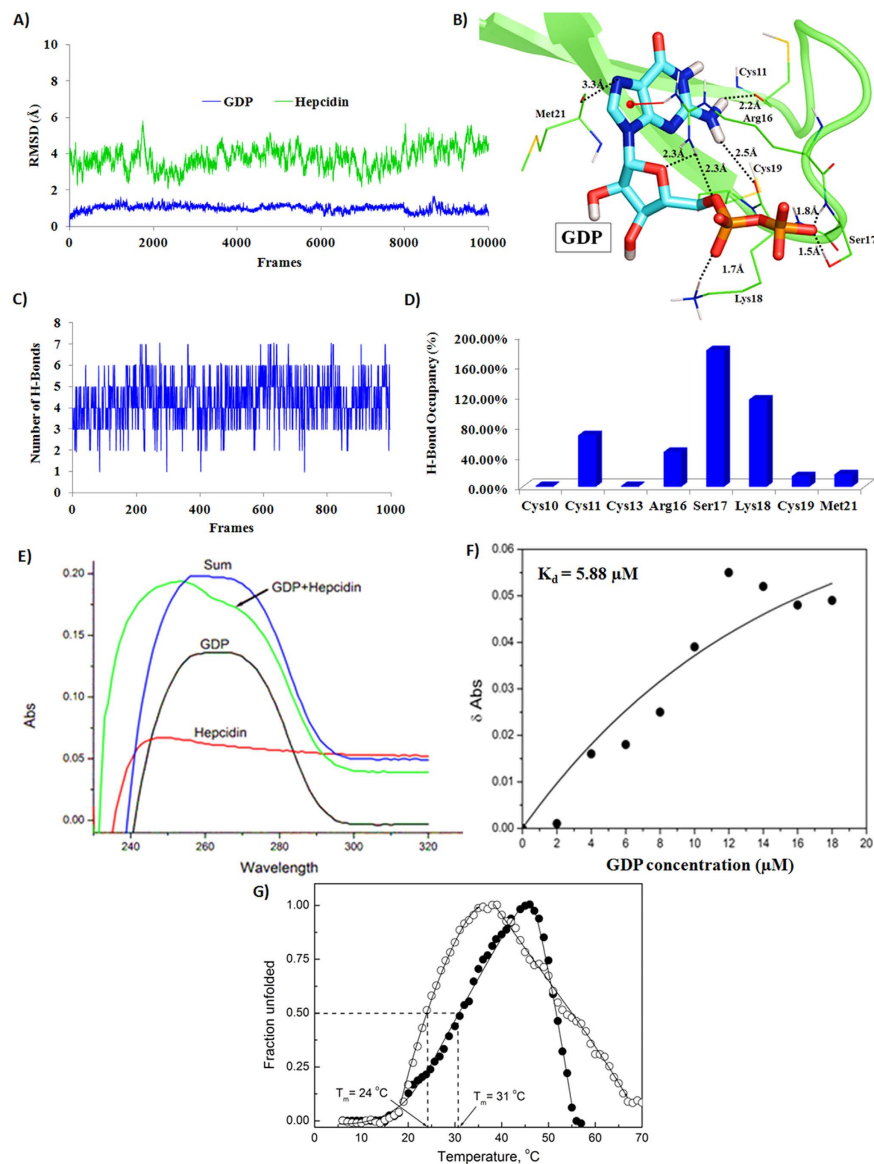 A)
10
8
6
4
2
0
RMSD (Å)
GDP
Hepcidin
0
2000
4000
6000
8000
10000
Frames
B)
3.3Å
Met21
Cys11
2.2Å
Arg16
2.5Å
2.3Å
2.3Å
Cys19
GDP
1.8Å
Ser17
1.5Å
1.7Å
Lys18
C)
8
7
6
5
4
3
2
1
0
Number of H-Bonds
0
200
400
600
800
1000
Frames
D)
200.00%
160.00%
120.00%
80.00%
40.00%
0.00%
H-Bond Occupancy (%)
Cys10 Cys11 Cys13 Arg16 Ser17 Lys18 Cys19 Met21
E)
0.20
0.15
0.10
0.05
0.00
Abs
Sum
GDP+Hepcidin
GDP
Hepcidin
240
260
280
300
320
Wavelength
F)
Kd = 5.88 µM
0.06
0.05
0.04
0.03
0.02
0.01
0.00
δ Abs
0 2 4 6 8 10 12 14 16 18 20
GDP concentration (µM)
G)
1.00
0.75
0.50
0.25
0.00
Fraction unfolded
Tm= 24 °C
Tm= 31 °C
0 10 20 30 40 50 60 70
Temperature, °C